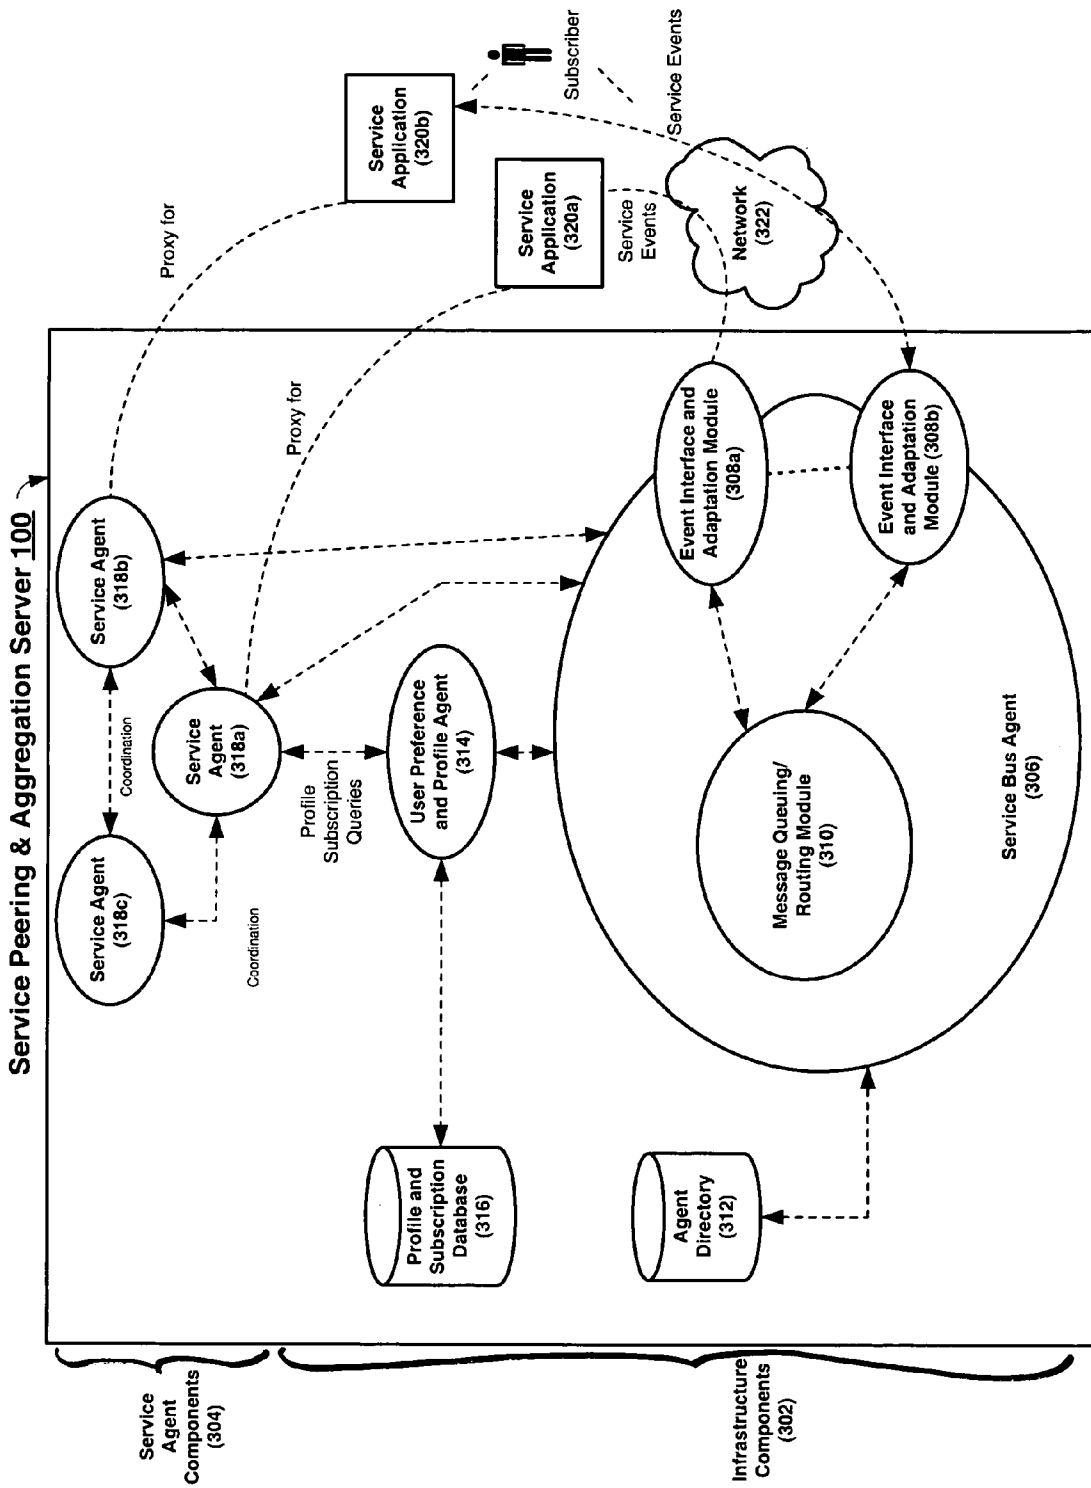 Service Peering & Aggregation Server 100
Service
Agent
Components
(304)
Service Agent
(318c)
Coordination
Service Agent
(318b)
Proxy for
Service
Application
(320b)
Coordination
Service
Agent
(318a)
Proxy for
Service
Application
(320a)
Subscriber
Profile
Subscription
Queries
Service
Events
Service Events
Profile and
Subscription
Database
(316)
User Preference
and Profile Agent
(314)
Infrastructure
Components
(302)
Agent
Directory
(312)
Message Queuing/
Routing Module
(310)
Event Interface and
Adaptation Module
(308a)
Network
(322)
Event Interface
and Adaptation
Module (308b)
Service Bus Agent
(306)